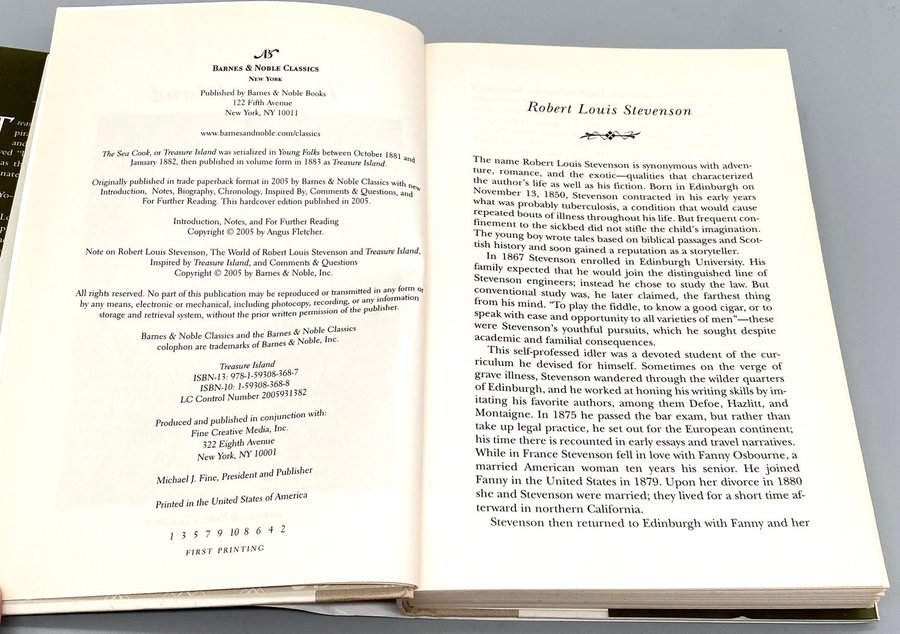 BARNES & NOBLE CLASSICS
NEW YORK
Published by Barnes & Noble Books
122 Fifth Avenue
New York, NY 10011
www.barnesandnoble.com/classics
The Sea Cook, or Treasure Island was serialized in Young Folks between October 1881 and
January 1882, then published in volume form in 1883 as Treasure Island.
Originally published in trade paperback format in 2005 by Barnes & Noble Classics with new
Introduction, Notes, Biography, Chronology, Inspired By, Comments & Questions, and
For Further Reading. This hardcover edition published in 2005.
Introduction, Notes, and For Further Reading
Copyright © 2005 by Angus Fletcher.
Note on Robert Louis Stevenson, The World of Robert Louis Stevenson and Treasure Island,
Inspired by Treasure Island, and Comments & Questions
Copyright © 2005 by Barnes & Noble, Inc.
All rights reserved. No part of this publication may be reproduced or transmitted in any form or
by any means, electronic or mechanical, including photocopy, recording, or any information
storage and retrieval system, without the prior written permission of the publisher.
Barnes & Noble Classics and the Barnes & Noble Classics
colophon are trademarks of Barnes & Noble, Inc.
Treasure Island
ISBN-13: 978-1-59308-368-7
ISBN-10: 1-59308-368-8
LC Control Number 2005931382
Produced and published in conjunction with:
Fine Creative Media, Inc.
322 Eighth Avenue
New York, NY 10001
Michael J. Fine, President and Publisher
Printed in the United States of America
1 3 5 7 9 10 8 6 4 2
FIRST PRINTING
Robert Louis Stevenson
The name Robert Louis Stevenson is synonymous with adven-
ture, romance, and the exotic—qualities that characterized
the author's life as well as his fiction. Born in Edinburgh on
November 13, 1850, Stevenson contracted in his early years
what was probably tuberculosis, a condition that would cause
repeated bouts of illness throughout his life. But frequent con-
finement to the sickbed did not stifle the child's imagination.
The young boy wrote tales based on biblical passages and Scot-
tish history and soon gained a reputation as a storyteller.
In 1867 Stevenson enrolled in Edinburgh University. His
family expected that he would join the distinguished line of
Stevenson engineers; instead he chose to study the law. But
conventional study was, he later claimed, the farthest thing
from his mind. "To play the fiddle, to know a good cigar, or to
speak with ease and opportunity to all varieties of men"—these
were Stevenson's youthful pursuits, which he sought despite
academic and familial consequences.
This self-professed idler was a devoted student of the cur-
riculum he devised for himself. Sometimes on the verge of
grave illness, Stevenson wandered through the wilder quarters
of Edinburgh, and he worked at honing his writing skills by im-
itating his favorite authors, among them Defoe, Hazlitt, and
Montaigne. In 1875 he passed the bar exam, but rather than
take up legal practice, he set out for the European continent;
his time there is recounted in early essays and travel narratives.
While in France Stevenson fell in love with Fanny Osbourne, a
married American woman ten years his senior. He joined
Fanny in the United States in 1879. Upon her divorce in 1880
she and Stevenson were married; they lived for a short time af-
terward in northern California.
Stevenson then returned to Edinburgh with Fanny and her